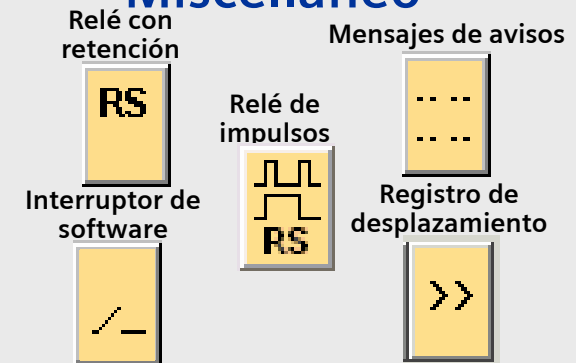 Misceláneo
Relé con
retención
RS
Mensajes de avisos
Relé de
impulsos
RS
Interruptor de
software
Registro de
desplazamiento
>>